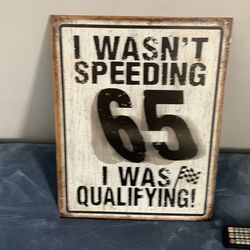 I WASN'T
SPEEDING
65
I WAS
QUALIFYING!